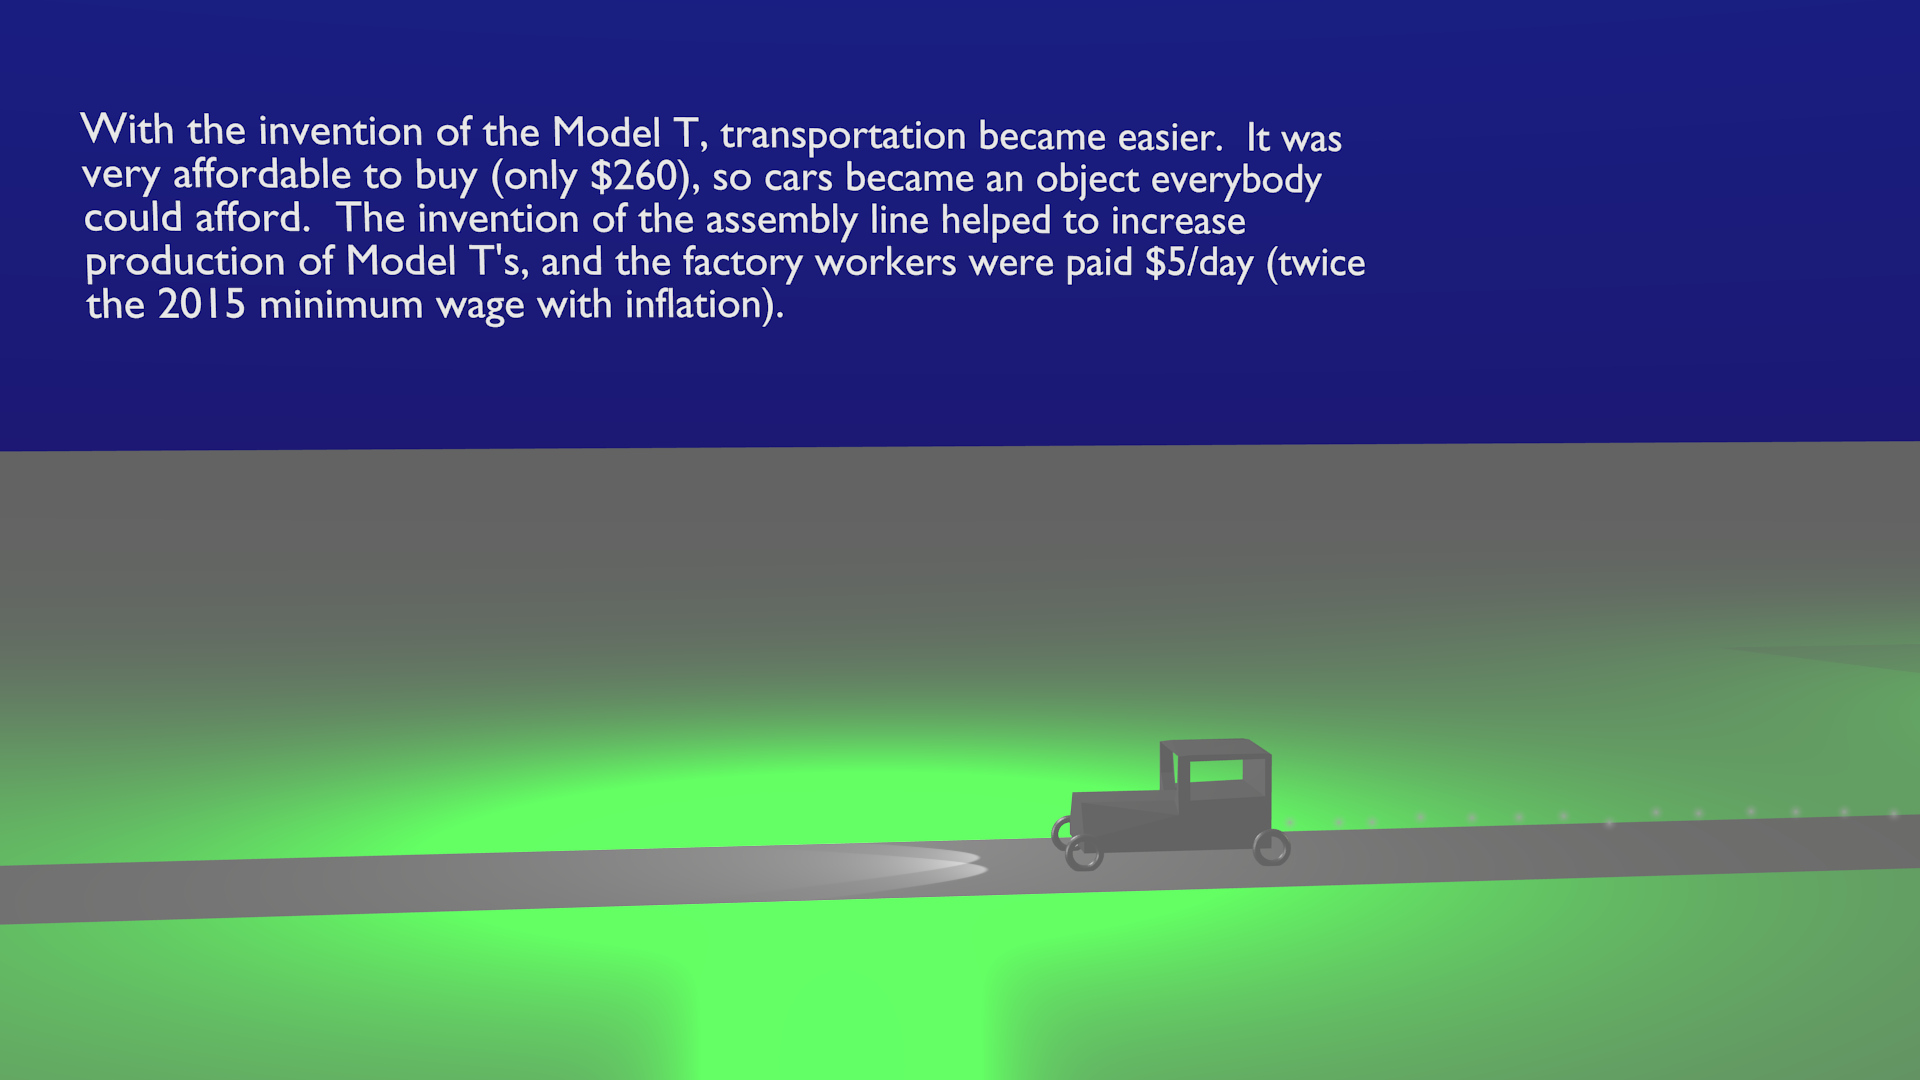 With the invention of the Model T, transportation became easier.  It was
very affordable to buy (only $260), so cars became an object everybody
could afford.  The invention of the assembly line helped to increase
production of Model T's, and the factory workers were paid $5/day (twice
the 2015 minimum wage with inflation).